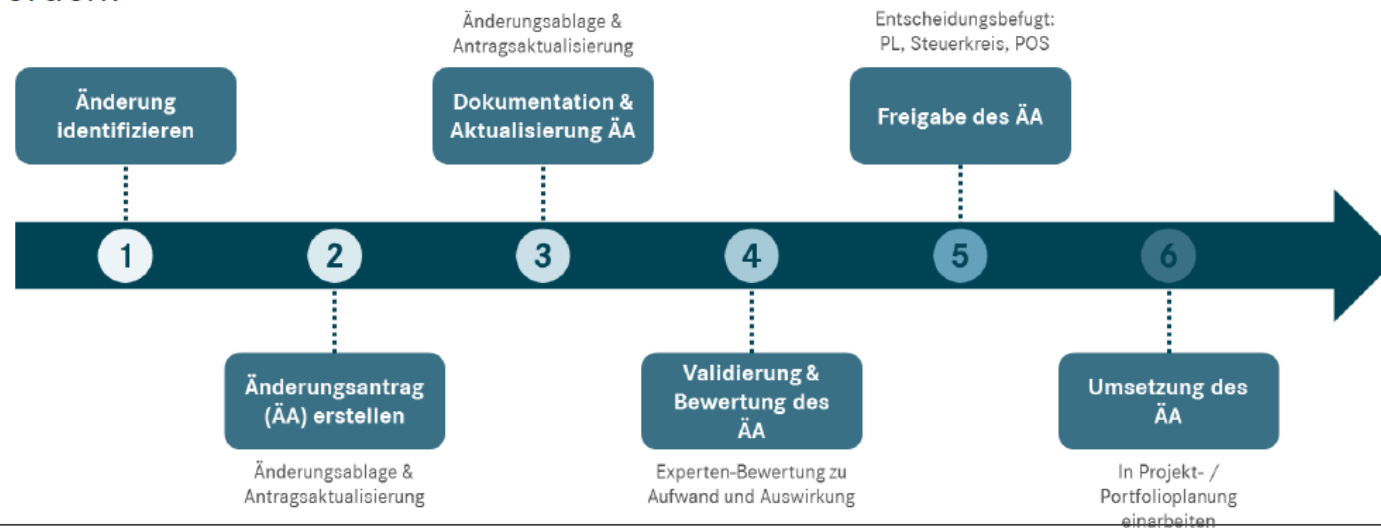 Änderungsablage &
Antragsaktualisierung
Entscheidungsbefugt:
PL, Steuerkreis, POS
Änderung
identifizieren
Dokumentation &
Aktualisierung ÄA
Freigabe des ÄA
1
2
3
4
5
6
Änderungsantrag
(ÄA) erstellen
Validierung &
Bewertung des
ÄA
Umsetzung des
ÄA
Änderungsablage &
Antragsaktualisierung
Experten-Bewertung zu
Aufwand und Auswirkung
In Projekt- /
Portfolioplanung
einarbeiten